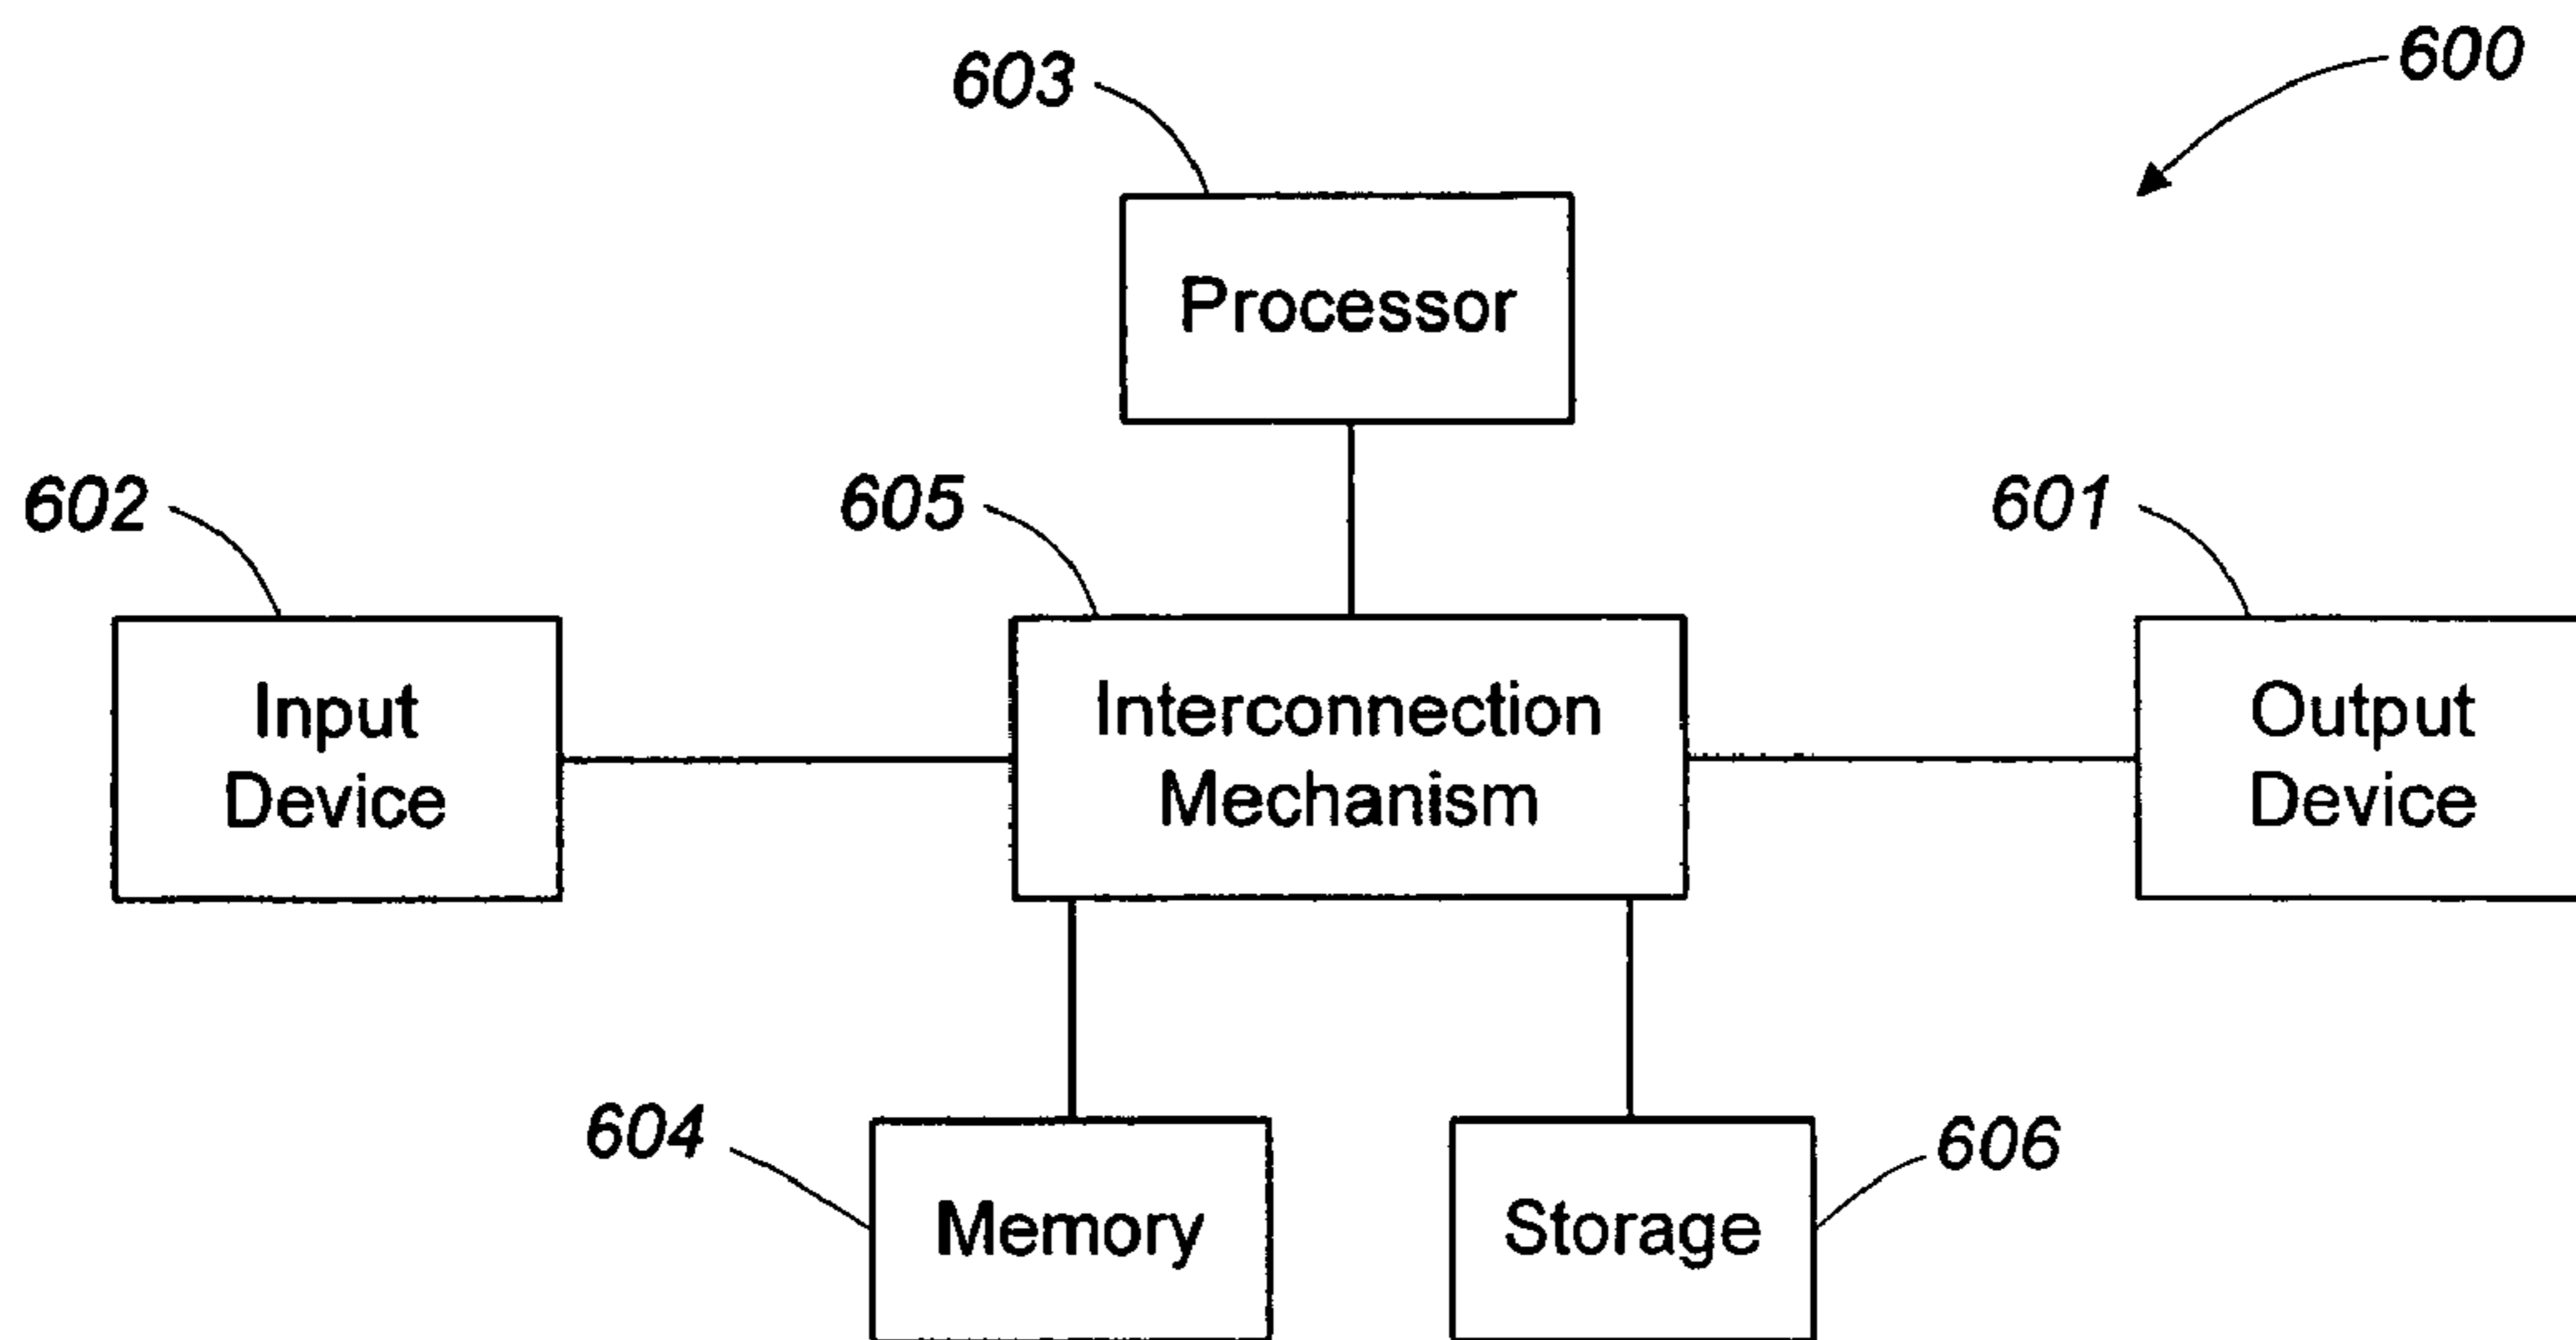 600
603
Processor
602
605
601
Input
Device
Interconnection
Mechanism
Output
Device
604
606
Memory
Storage